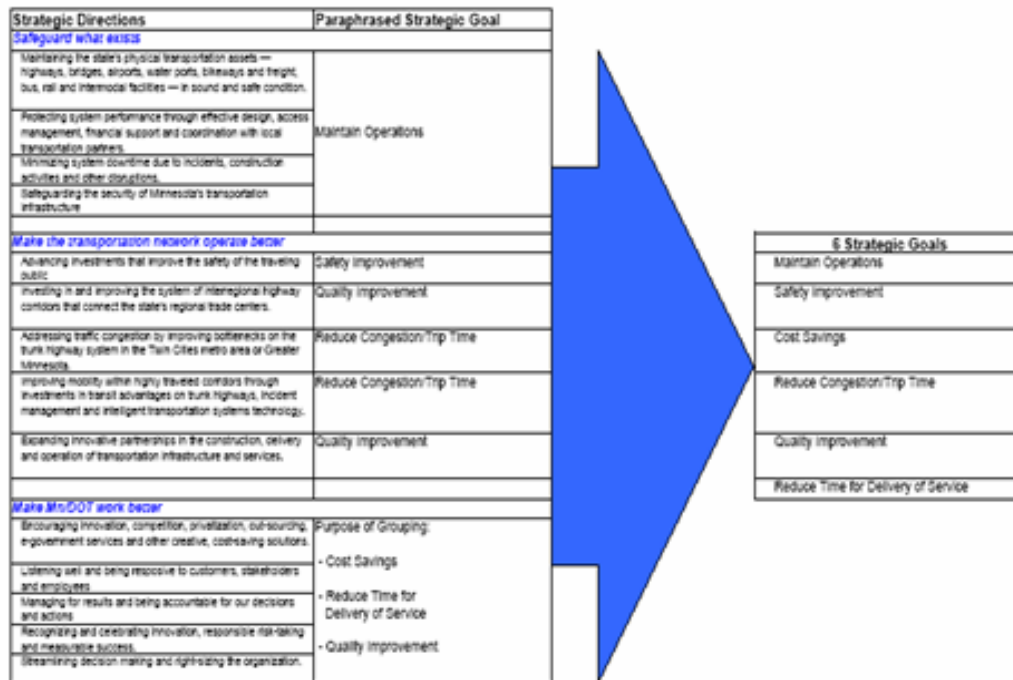 Strategic Directions
Paraphrased Strategic Goal
Safeguard what exists
Maintaining the state's physical transportation assets —
highways, bridges, airports, water ports, bikeways and freight,
bus, rail and intermodal facilities — in sound and safe condition.
Protecting system performance through effective design, access
management, financial support and coordination with local
transportation partners.
Minimizing system downtime due to incidents, construction
activities and other disruptions.
Safeguarding the security of Minnesota's transportation
infrastructure
Maintain Operations
Make the transportation network operate better
Advancing investments that improve the safety of the traveling
public
Safety Improvement
Investing in and improving the system of interregional highway
corridors that connect the state's regional trade centers.
Quality Improvement
Addressing traffic congestion by improving bottlenecks on the
trunk highway system in the Twin Cities metro area or Greater
Minnesota.
Reduce Congestion/Trip Time
Improving mobility within highly traveled corridors through
investments in transit advantages on trunk highways, incident
management and intelligent transportation systems technology.
Reduce Congestion/Trip Time
Expanding innovative partnerships in the construction, delivery
and operation of transportation infrastructure and services.
Quality Improvement
Make Mn/DOT work better
Encouraging innovation, competition, privatization, out-sourcing,
e-government services and other creative, cost-saving solutions.
Listening well and being resposive to customers, stakeholders
and employees
Managing for results and being accountable for our decisions
and actions
Recognizing and celebrating innovation, responsible risk-taking
and measurable success.
Streamlining decision making and right-sizing the organization.
Purpose of Grouping:
- Cost Savings
- Reduce Time for
Delivery of Service
- Quality Improvement
6 Strategic Goals
Maintain Operations
Safety Improvement
Cost Savings
Reduce Congestion/Trip Time
Quality Improvement
Reduce Time for Delivery of Service